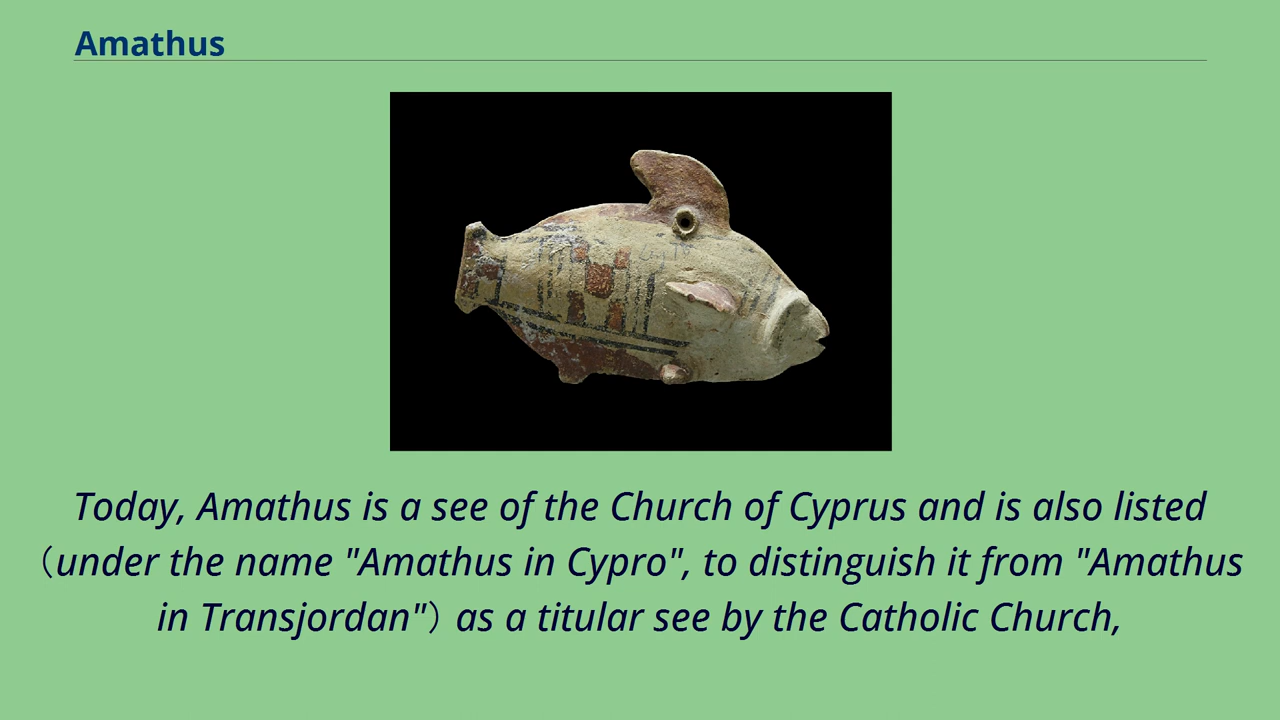 Amathus
Today, Amathus is a see of the Church of Cyprus and is also listed
（under the name "Amathus in Cypro", to distinguish it from "Amathus
in Transjordan"） as a titular see by the Catholic Church,